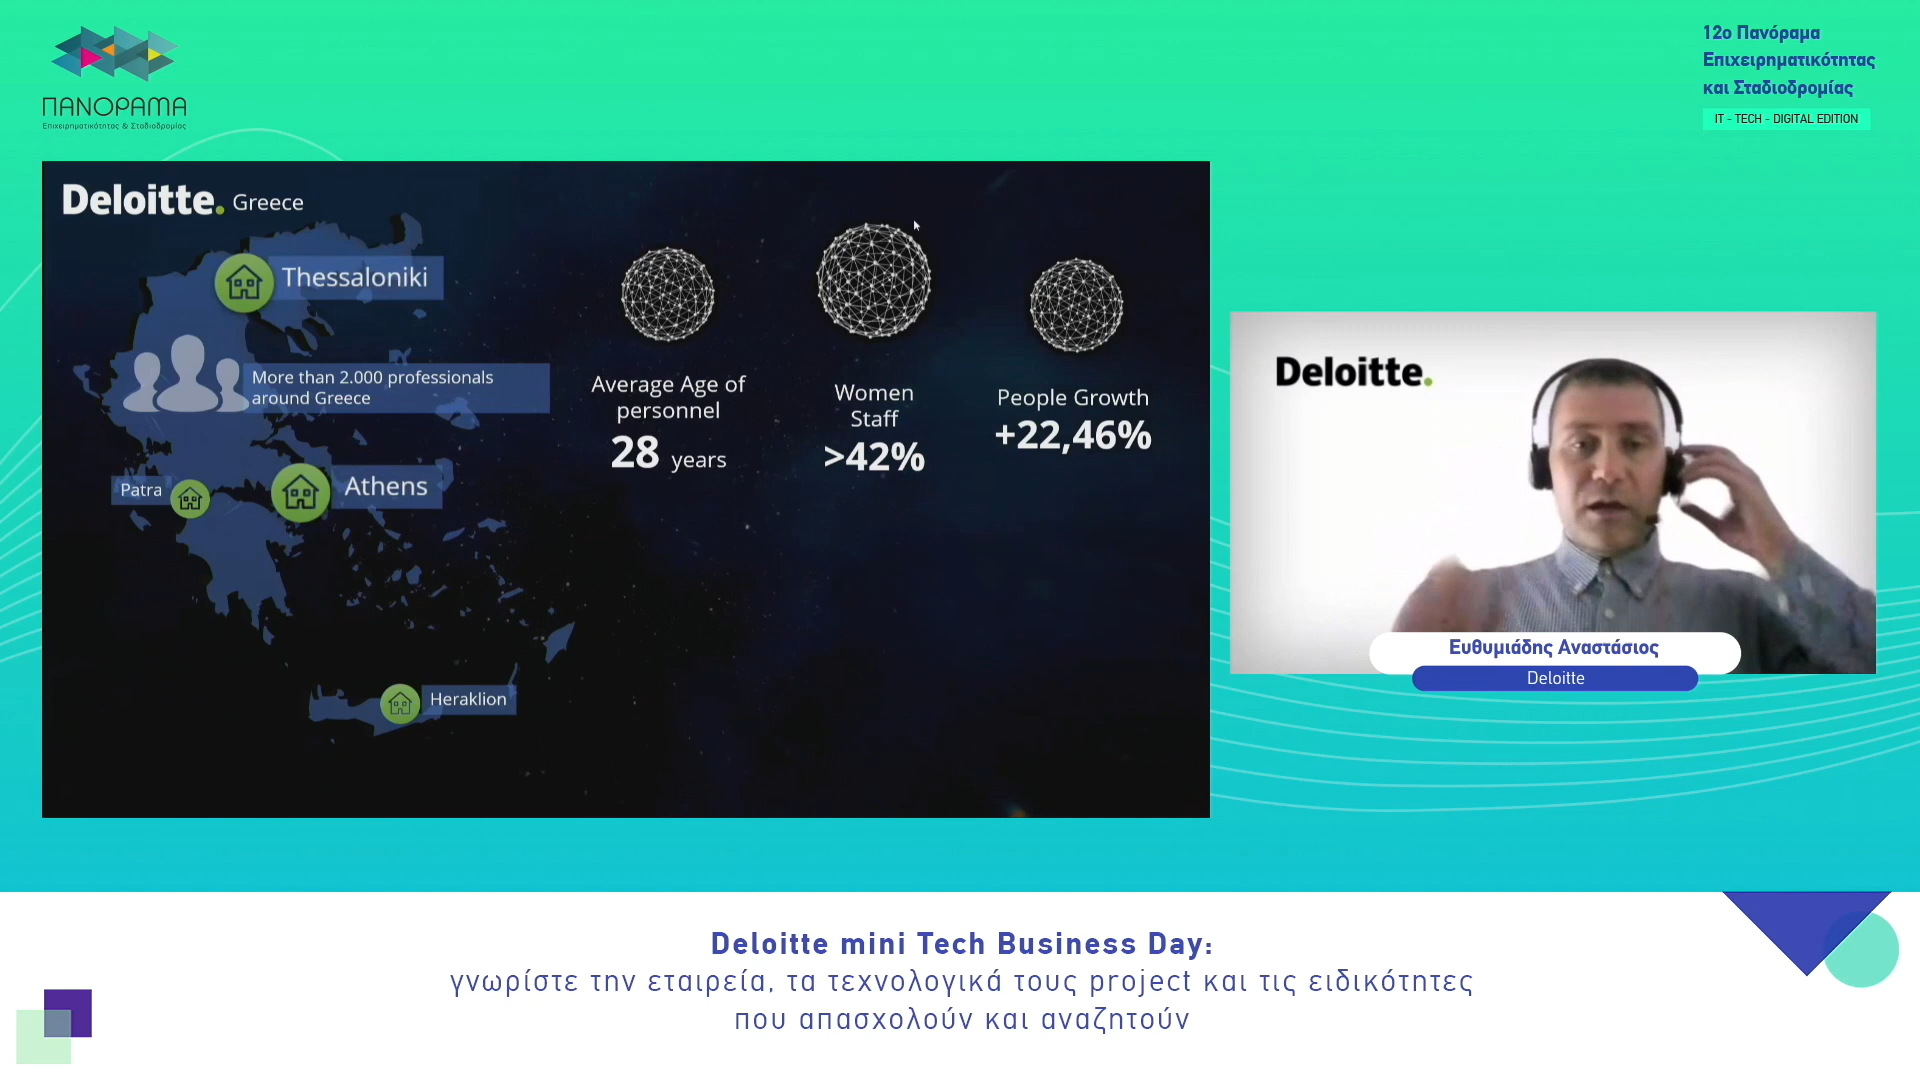 ΠΑΝΟΡΑΜΑ
Επιχειρηματικότητας & Σταδιοδρομίας
12ο Πανόραμα
Επιχειρηματικότητας
και Σταδιοδρομίας
IT - TECH - DIGITAL EDITION
Deloitte. Greece
Thessaloniki
More than 2.000 professionals
around Greece
Patra
Athens
Heraklion
Average Age of
personnel
28 years
Women
Staff
>42%
People Growth
+22,46%
Deloitte.
Ευθυμιάδης Αναστάσιος
Deloitte
Deloitte mini Tech Business Day:
γνωρίστε την εταιρεία, τα τεχνολογικά τους project και τις ειδικότητες
που απασχολούν και αναζητούν